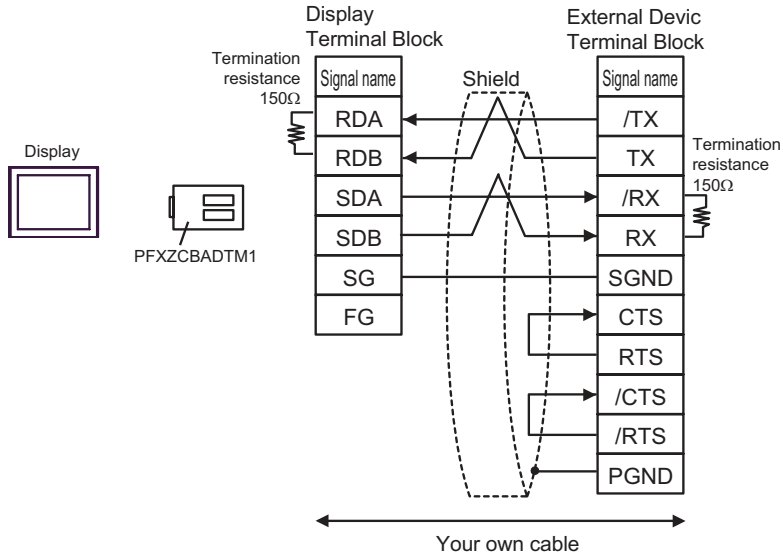 Display
Terminal Block
External Devic
Terminal Block
Termination
resistance
150Ω
Signal name
RDA
RDB
SDA
SDB
SG
FG
Shield
Signal name
/TX
TX
/RX
RX
SGND
CTS
RTS
/CTS
/RTS
PGND
Termination
resistance
150Ω
Display
PFXZCBADTM1
Your own cable